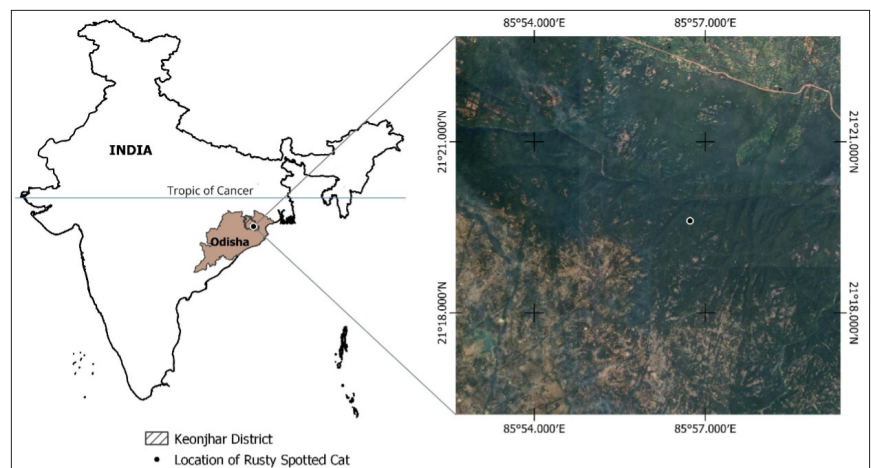 INDIA
Tropic of Cancer
Odisha
Keonjhar District
Location of Rusty Spotted Cat
85°54.000′E 85°57.000′E
21°21.000′N 21°21.000′N
21°18.000′N 21°18.000′N
85°54.000′E 85°57.000′E